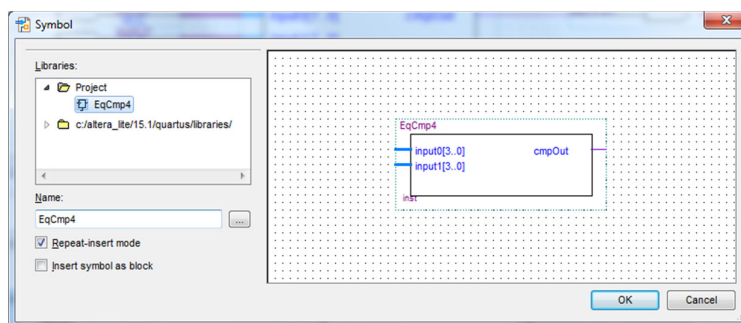 Symbol
Libraries:
Project
EqCmp4
c:/altera_lite/15.1/quartus/libraries/
Name:
EqCmp4
...
Repeat-insert mode
Insert symbol as block
EqCmp4
input0[3..0]
cmpOut
input1[3..0]
inst
OK
Cancel